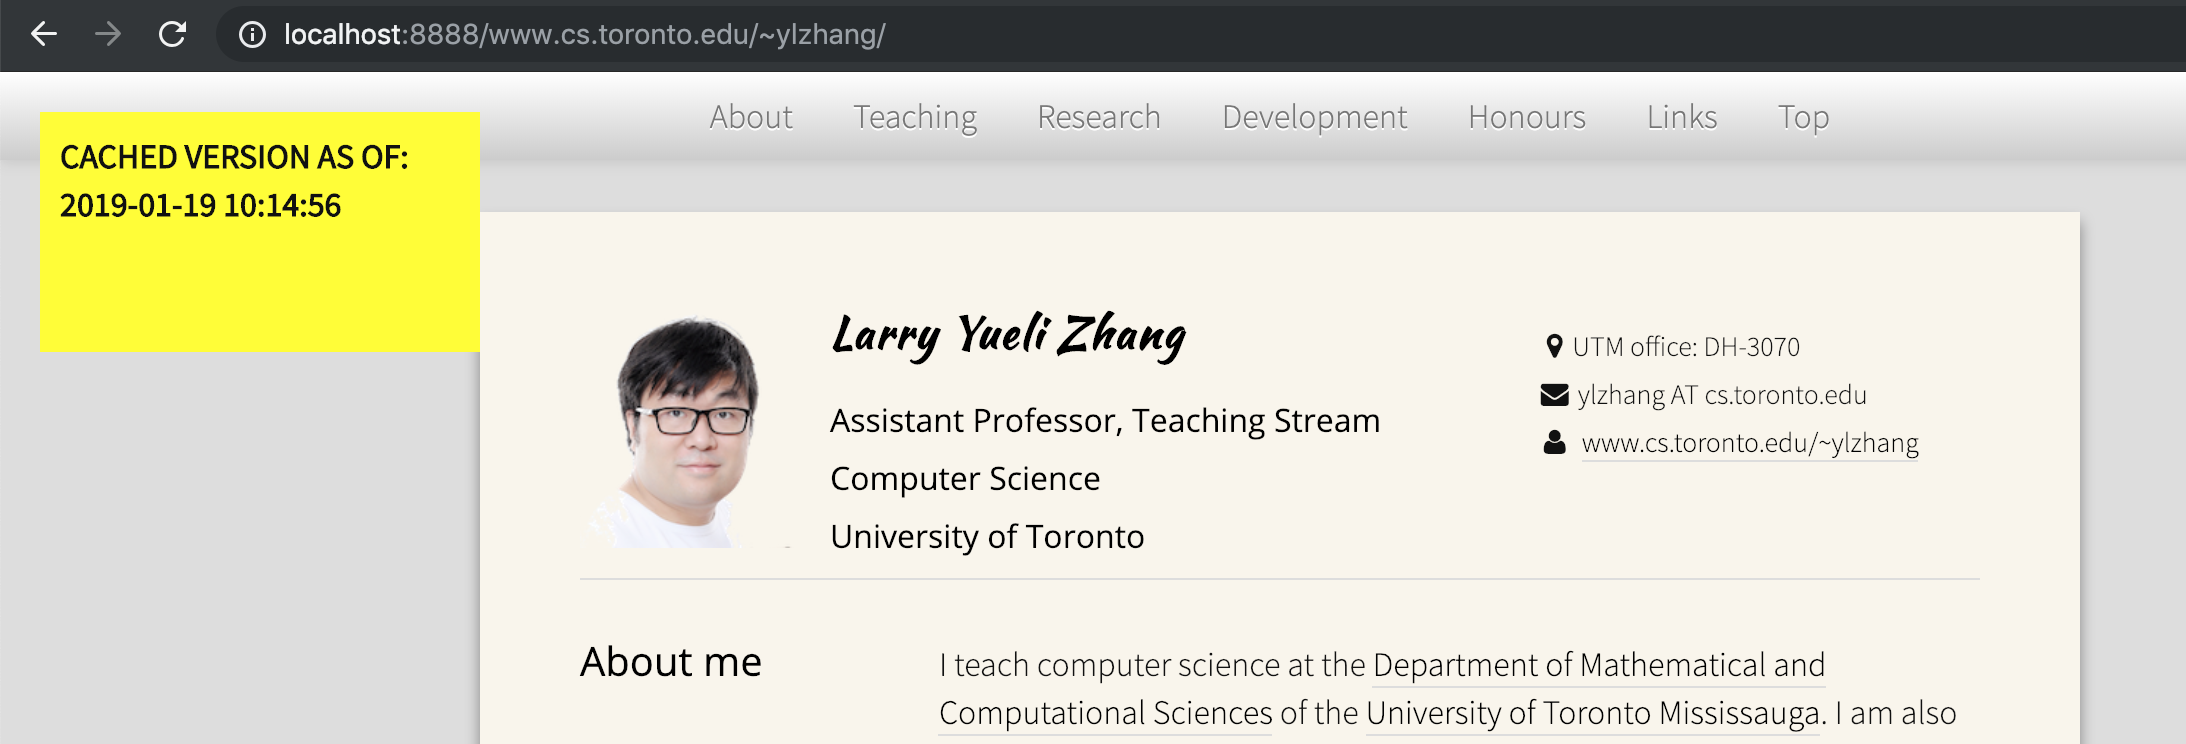 localhost:8888/www.cs.toronto.edu/~ylzhang/
About Teaching Research Development Honours Links Top
CACHED VERSION AS OF:
2019-01-19 10:14:56
Larry Yueli Zhang
Assistant Professor, Teaching Stream
Computer Science
University of Toronto
UTM office: DH-3070
ylzhang AT cs.toronto.edu
www.cs.toronto.edu/~ylzhang
About me
I teach computer science at the Department of Mathematical and
Computational Sciences of the University of Toronto Mississauga. I am also